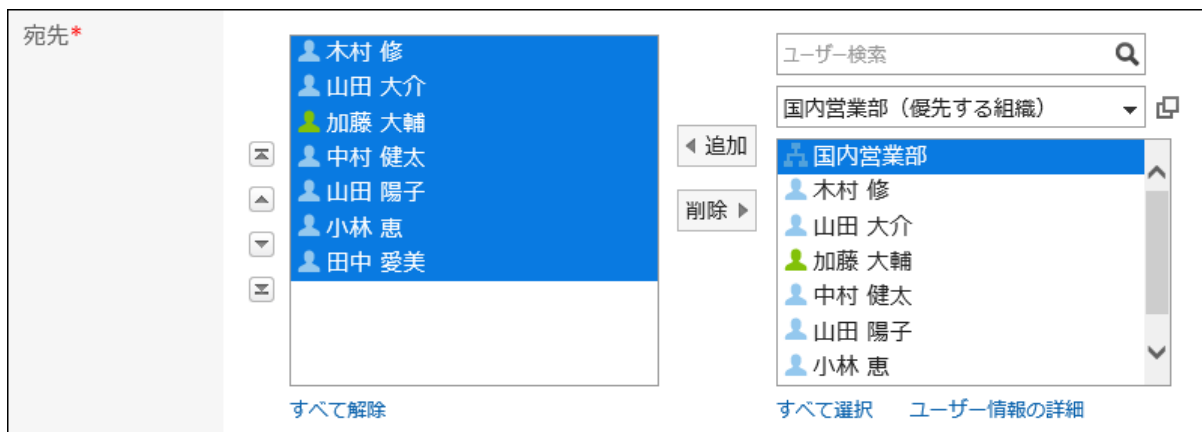 宛先*
木村 修
山田 大介
加藤 大輔
中村 健太
山田 陽子
小林 恵
田中 愛美
すべて解除
追加
削除
ユーザー検索
国内営業部（優先する組織）
国内営業部
木村 修
山田 大介
加藤 大輔
中村 健太
山田 陽子
小林 恵
すべて選択 ユーザー情報の詳細